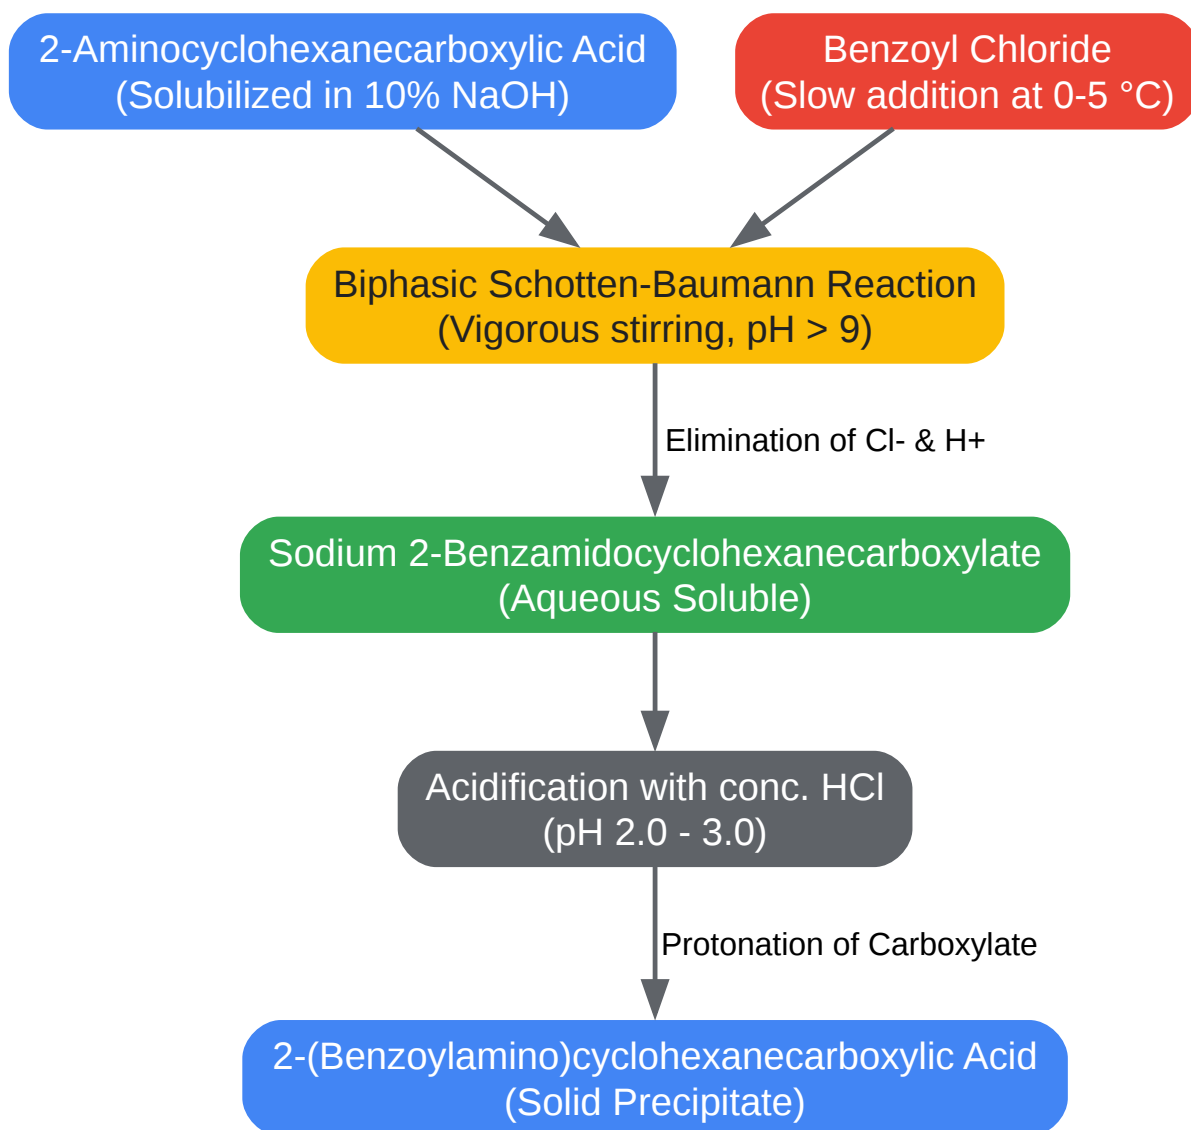 2-Aminocyclohexanecarboxylic Acid
(Solubilized in 10% NaOH)
Benzoyl Chloride
(Slow addition at 0-5 °C)
Biphasic Schotten-Baumann Reaction
(Vigorous stirring, pH > 9)
Elimination of Cl- & H+
Sodium 2-Benzamidocyclohexanecarboxylate
(Aqueous Soluble)
Acidification with conc. HCl
(pH 2.0 - 3.0)
Protonation of Carboxylate
2-(Benzoylamino)cyclohexanecarboxylic Acid
(Solid Precipitate)